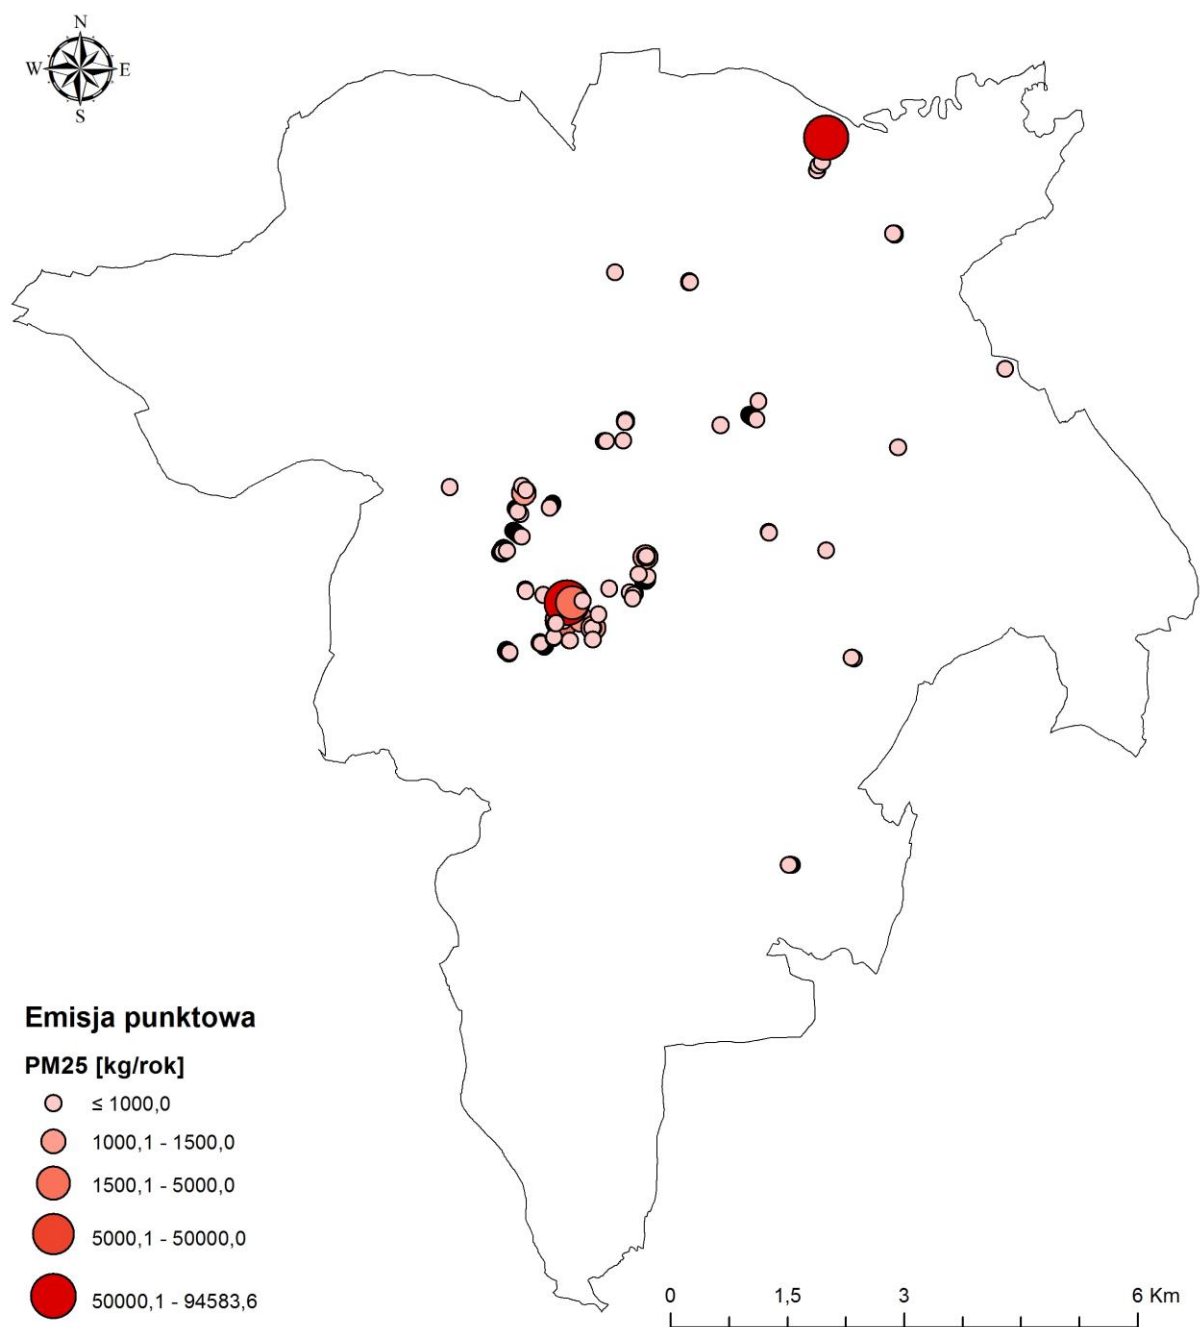 N
W E
S
Emisja punktowa
PM25 [kg/rok]
≤ 1000,0
1000,1 - 1500,0
1500,1 - 5000,0
5000,1 - 50000,0
50000,1 - 94583,6
0 1,5 3 6 Km